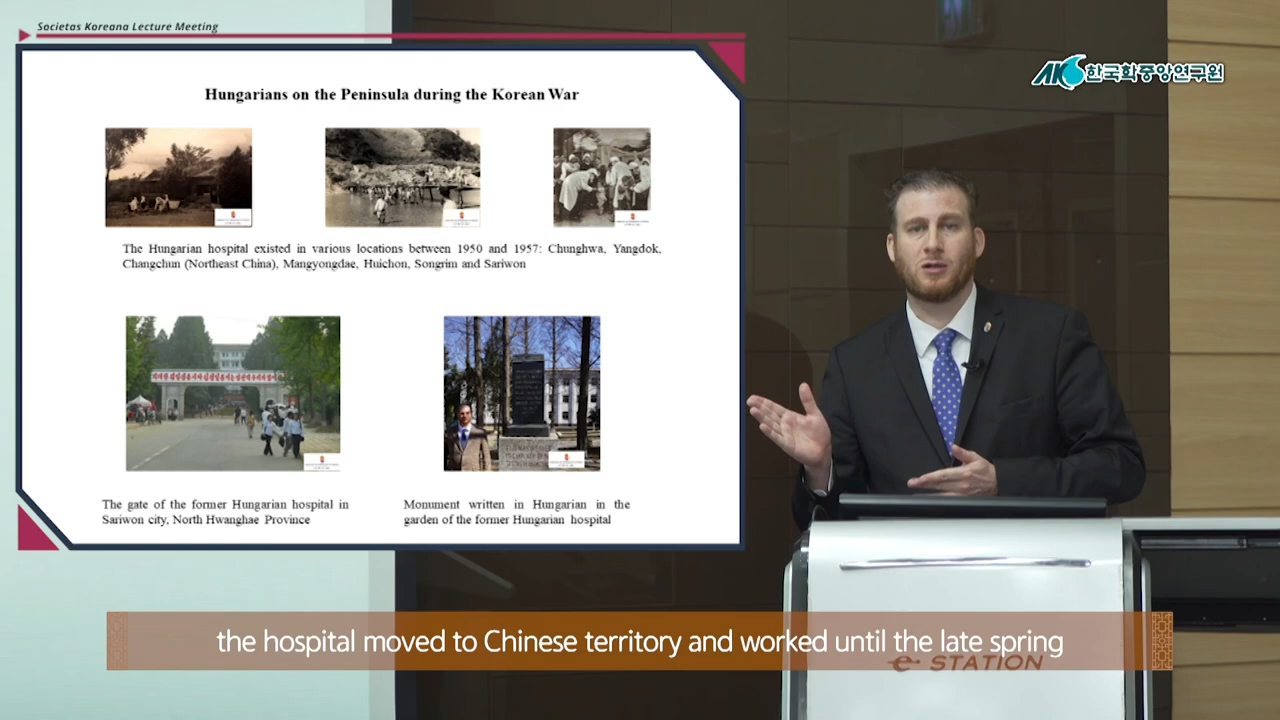 Societas Koreana Lecture Meeting
AKS 한국학중앙연구원
Hungarians on the Peninsula during the Korean War
The Hungarian hospital existed in various locations between 1950 and 1957: Chunghwa, Yangdok,
Changchun (Northeast China), Mangyongdae, Huichon, Songrim and Sariwon
The gate of the former Hungarian hospital in
Sariwon city, North Hwanghae Province
Monument written in Hungarian in the
garden of the former Hungarian hospital
the hospital moved to Chinese territory and worked until the late spring
e-STATION